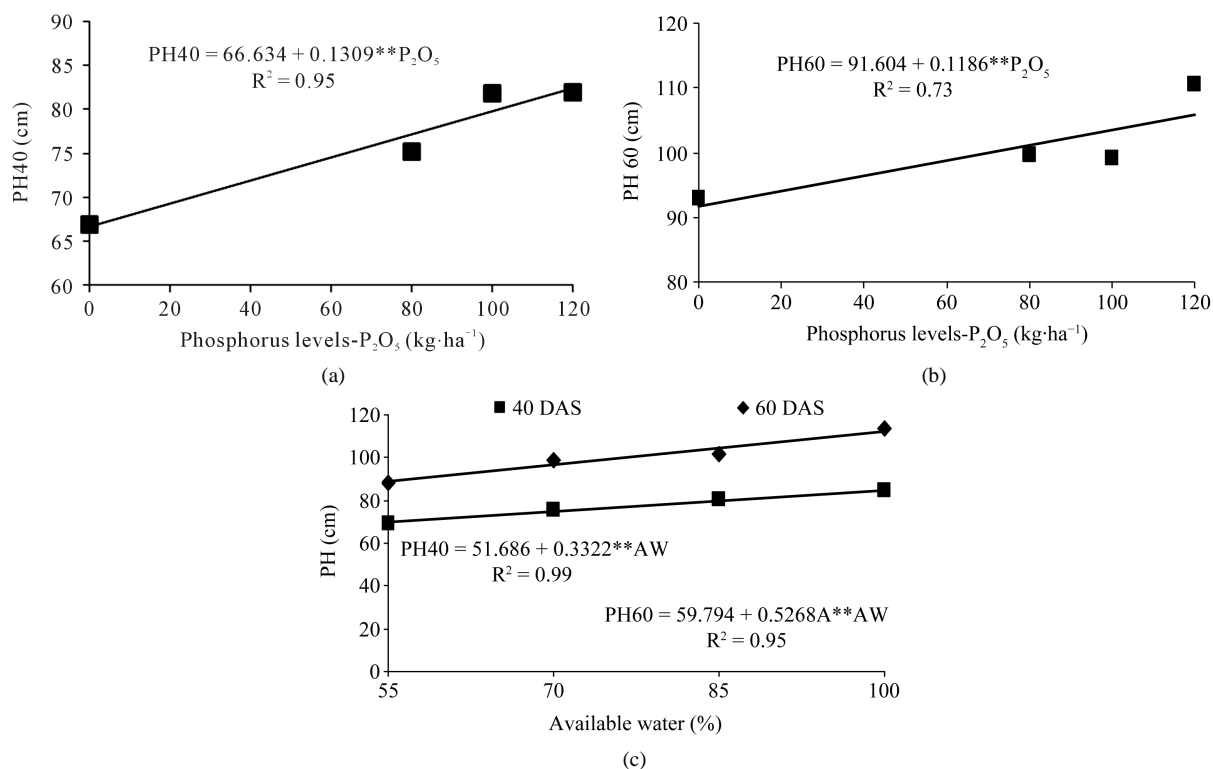 PH40 = 66.634 + 0.1309**P₂O₅
R² = 0.95
PH40 (cm)
90
85
80
75
70
65
60
0 20 40 60 80 100 120
Phosphorus levels-P₂O₅ (kg·ha⁻¹)
(a)
PH60 = 91.604 + 0.1186**P₂O₅
R² = 0.73
PH 60 (cm)
120
110
100
90
80
0 20 40 60 80 100 120
Phosphorus levels-P₂O₅ (kg·ha⁻¹)
(b)
40 DAS 60 DAS
PH (cm)
120
100
80
60
40
20
0
PH40 = 51.686 + 0.3322**AW
R² = 0.99
PH60 = 59.794 + 0.5268A**AW
R² = 0.95
55 70 85 100
Available water (%)
(c)